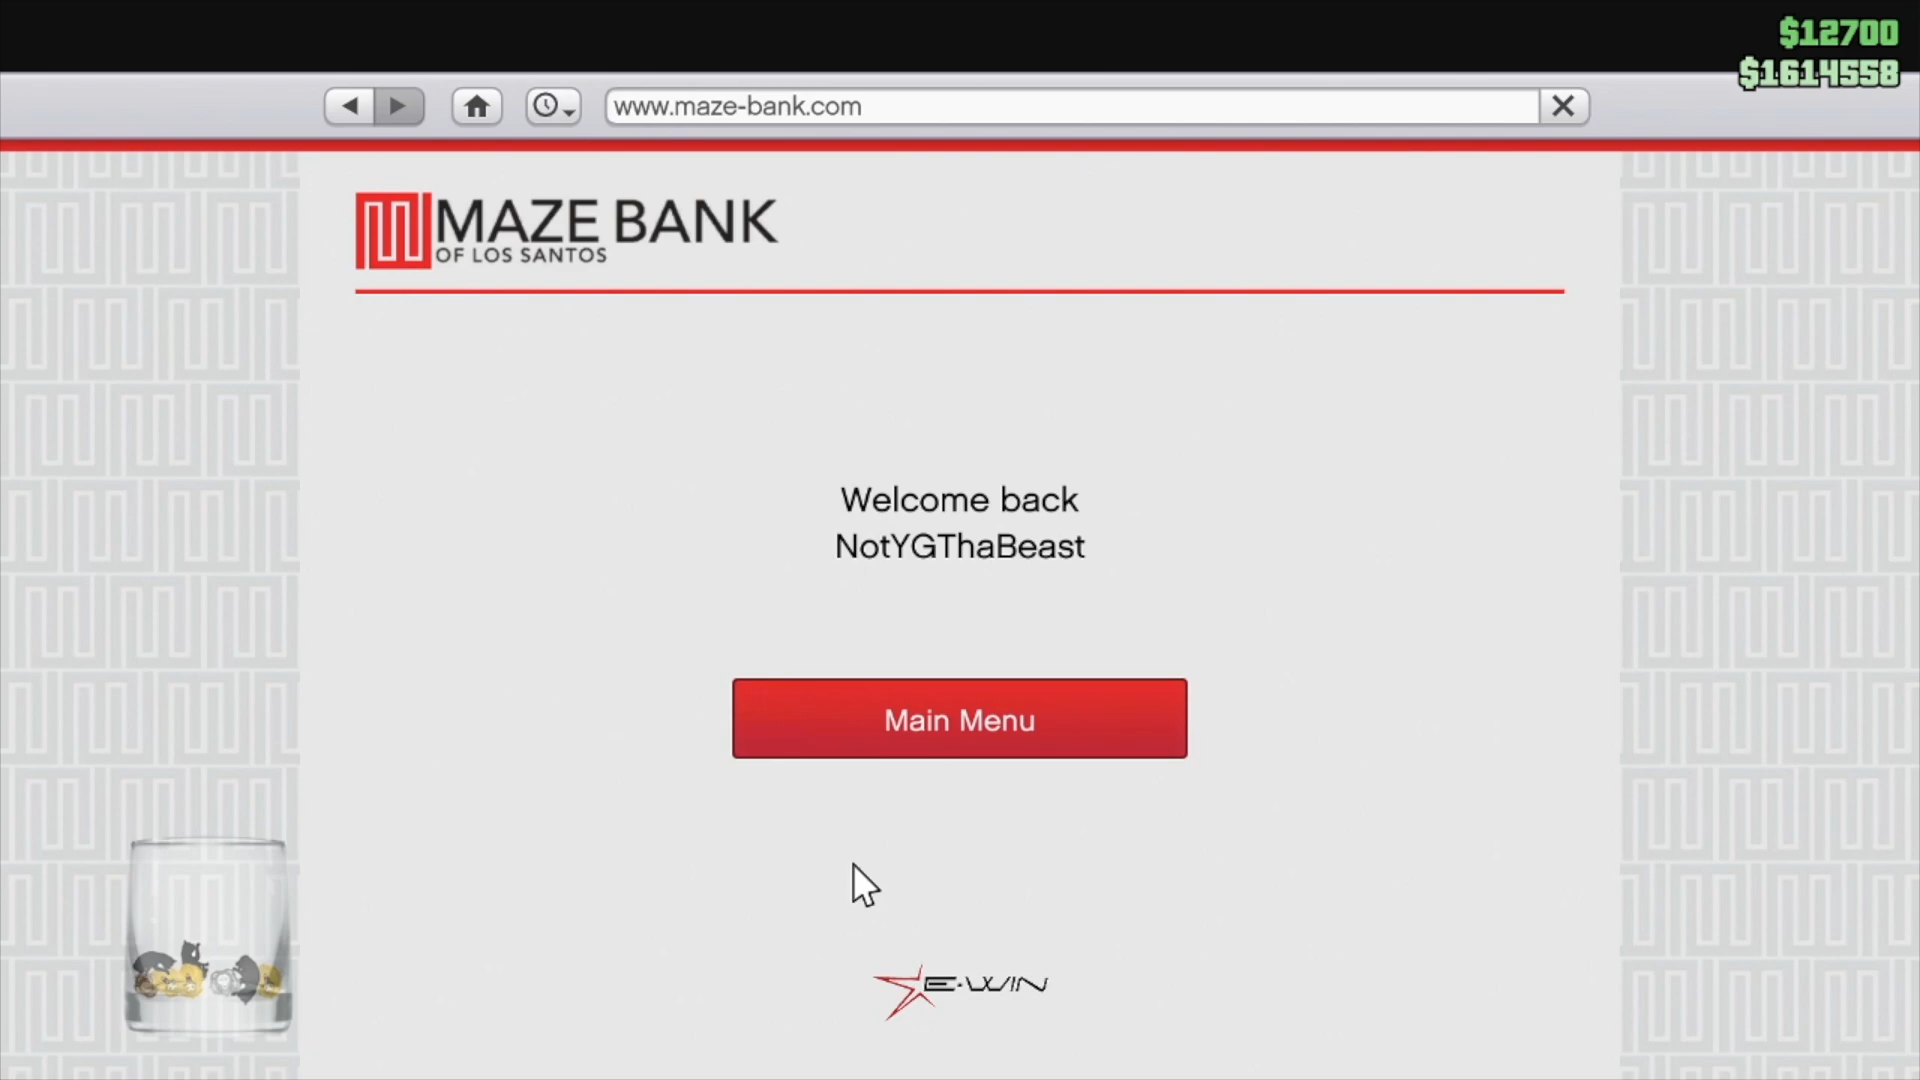 $12700
$1614558
www.maze-bank.com
MAZE BANK
OF LOS SANTOS
Welcome back
NotYGThaBeast
Main Menu
E-WIN